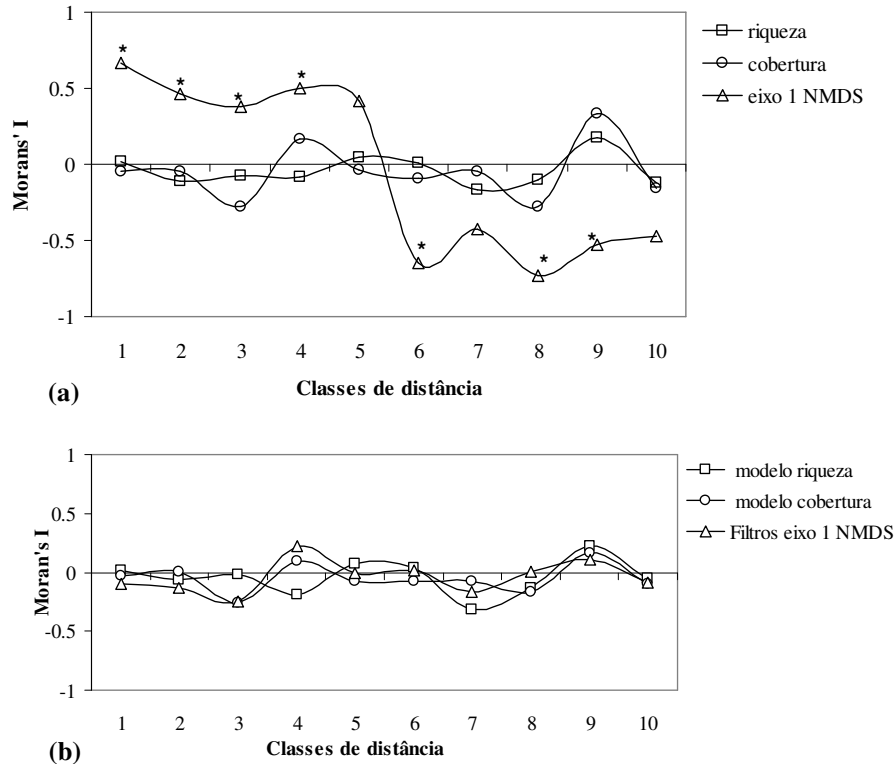 1
0.5
0
-0.5
-1
Morans' I
* * * * * * *
riqueza
cobertura
eixo 1 NMDS
1 2 3 4 5 6 7 8 9 10
Classes de distância
(a)
1
0.5
0
-0.5
-1
Moran's I
modelo riqueza
modelo cobertura
Filtros eixo 1 NMDS
1 2 3 4 5 6 7 8 9 10
Classes de distância
(b)